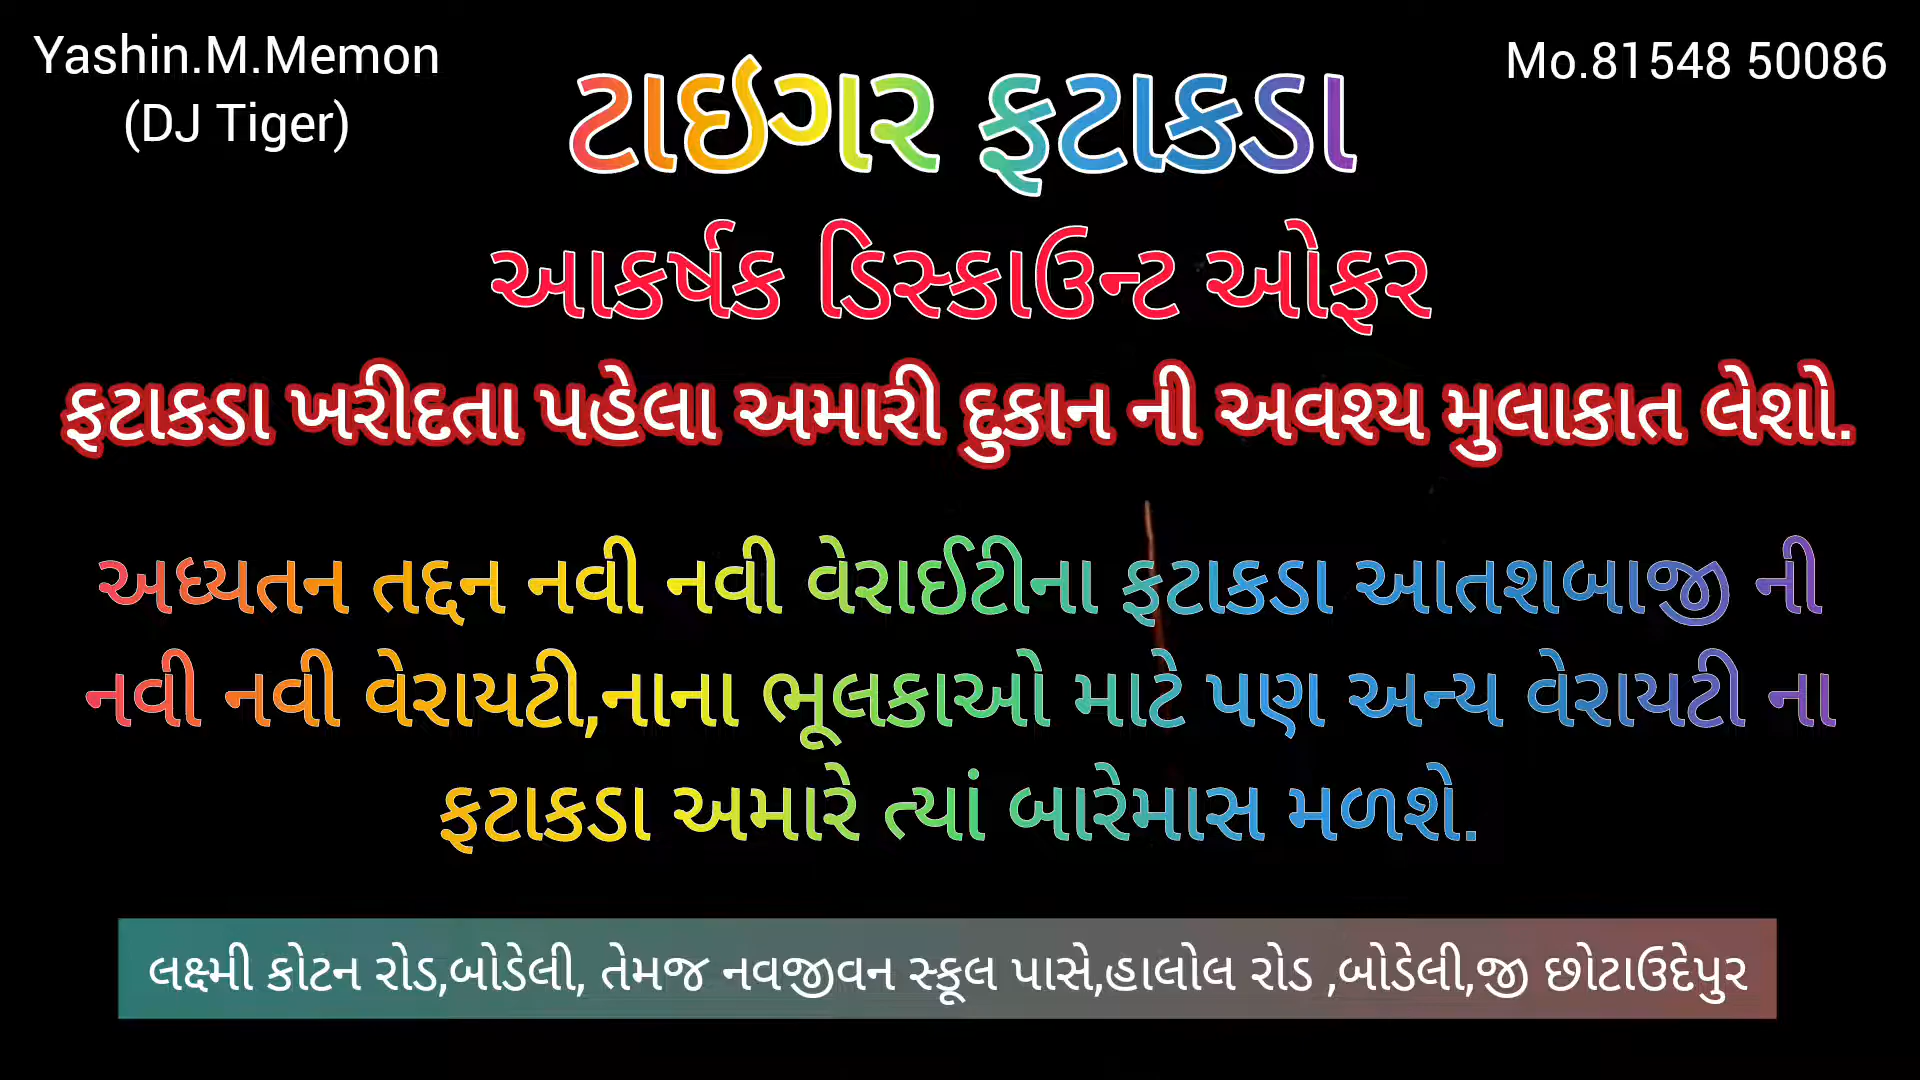 Yashin.M.Memon
(DJ Tiger)
Mo.81548 50086
ટાઇગર ફટાકડા
આકર્ષક ડિસ્કાઉન્ટ ઓફર
ફટાકડા ખરીદતા પહેલા અમારી દુકાન ની અવશ્ય મુલાકાત લેશો.
અધ્યતન તદ્દન નવી નવી વેરાઈટીના ફટાકડા આતશબાજી ની
નવી નવી વેરાયટી,નાના ભૂલકાઓ માટે પણ અન્ય વેરાયટી ના
ફટાકડા અમારે ત્યાં બારેમાસ મળશે.
લક્ષ્મી કોટન રોડ,બોડેલી, તેમજ નવજીવન સ્કૂલ પાસે,હાલોલ રોડ ,બોડેલી,જી છોટાઉદેપુર